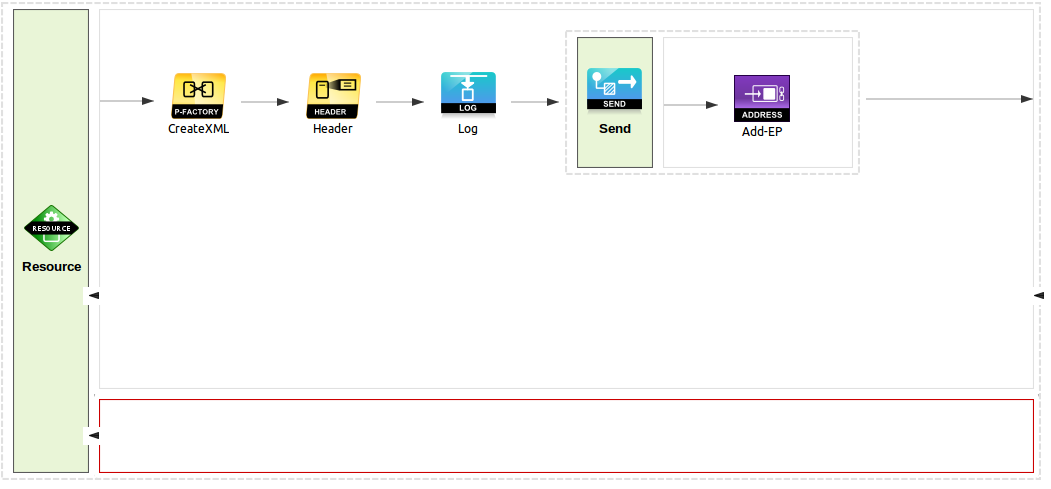 P-FACTORY
CreateXML
HEADER
Header
LOG
Log
SEND
Send
ADDRESS
Add-EP
RESOURCE
Resource